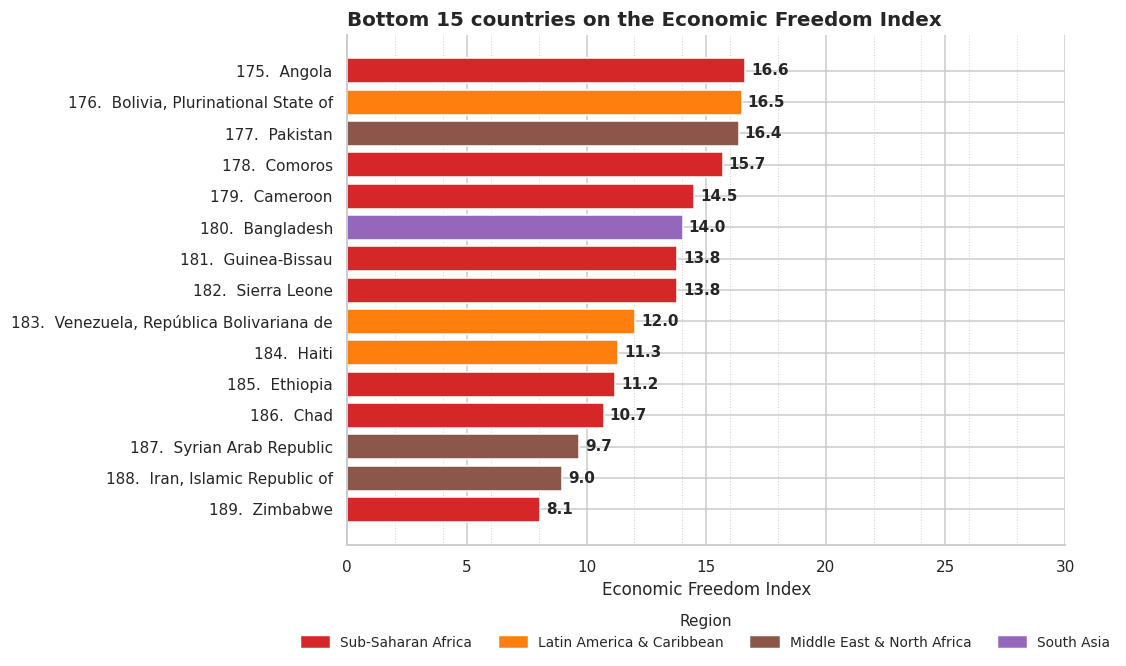 Bottom 15 countries on the Economic Freedom Index
175. Angola 16.6
176. Bolivia, Plurinational State of 16.5
177. Pakistan 16.4
178. Comoros 15.7
179. Cameroon 14.5
180. Bangladesh 14.0
181. Guinea-Bissau 13.8
182. Sierra Leone 13.8
183. Venezuela, República Bolivariana de 12.0
184. Haiti 11.3
185. Ethiopia 11.2
186. Chad 10.7
187. Syrian Arab Republic 9.7
188. Iran, Islamic Republic of 9.0
189. Zimbabwe 8.1
0 5 10 15 20 25 30
Economic Freedom Index
Region
Sub-Saharan Africa Latin America & Caribbean Middle East & North Africa South Asia